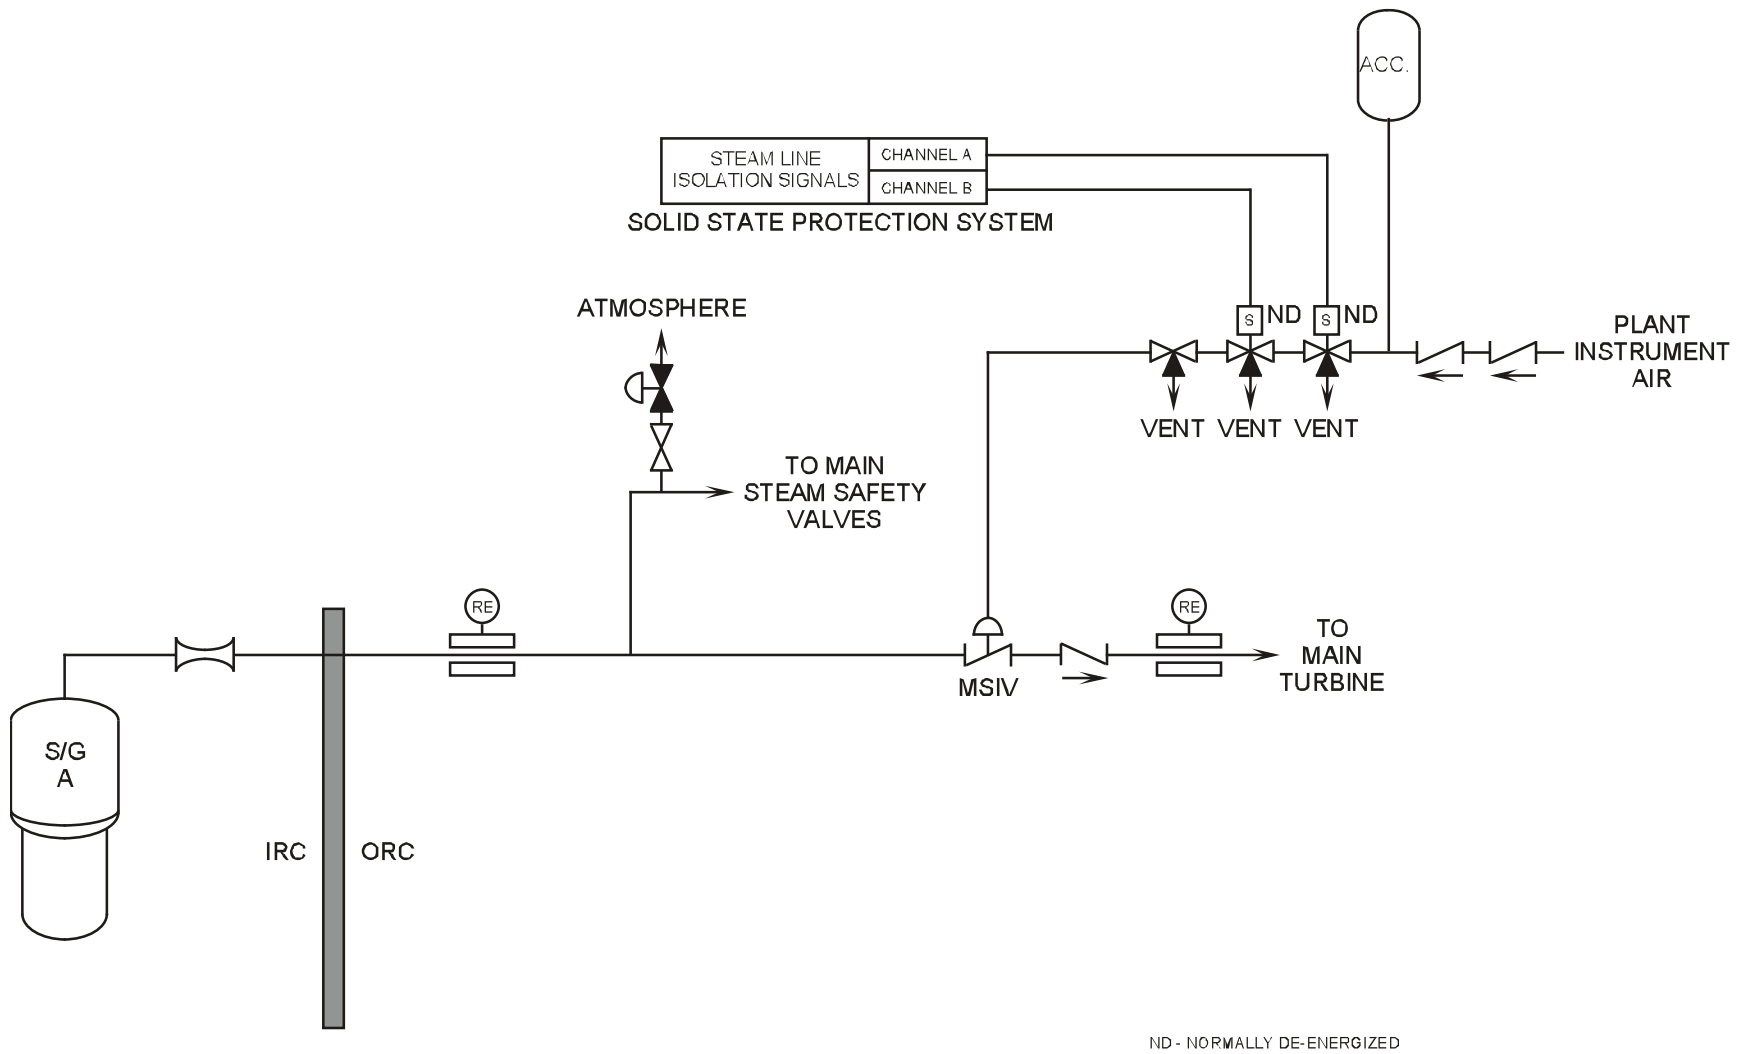 ACC.
STEAM LINE
ISOLATION SIGNALS
CHANNEL A
CHANNEL B
SOLID STATE PROTECTION SYSTEM
ATMOSPHERE
S
ND
S
ND
PLANT
INSTRUMENT
AIR
VENT
VENT
VENT
TO MAIN
STEAM SAFETY
VALVES
RE
RE
TO
MAIN
TURBINE
MSIV
S/G
A
IRC
ORC
ND - NORMALLY DE-ENERGIZED